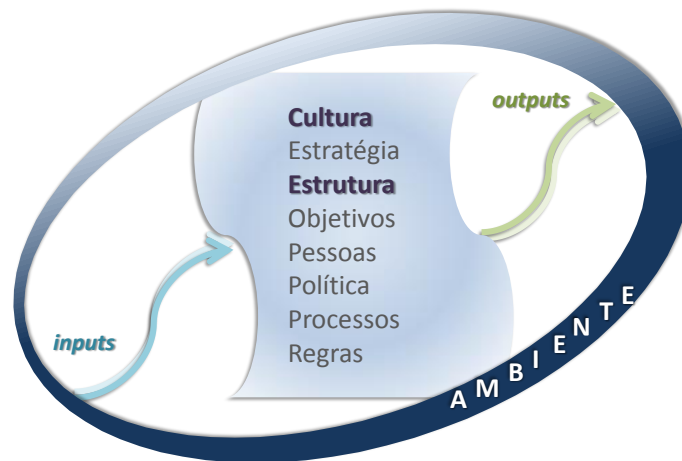 outputs
Cultura
Estratégia
Estrutura
Objetivos
Pessoas
Política
Processos
Regras
inputs
AMBIENTE